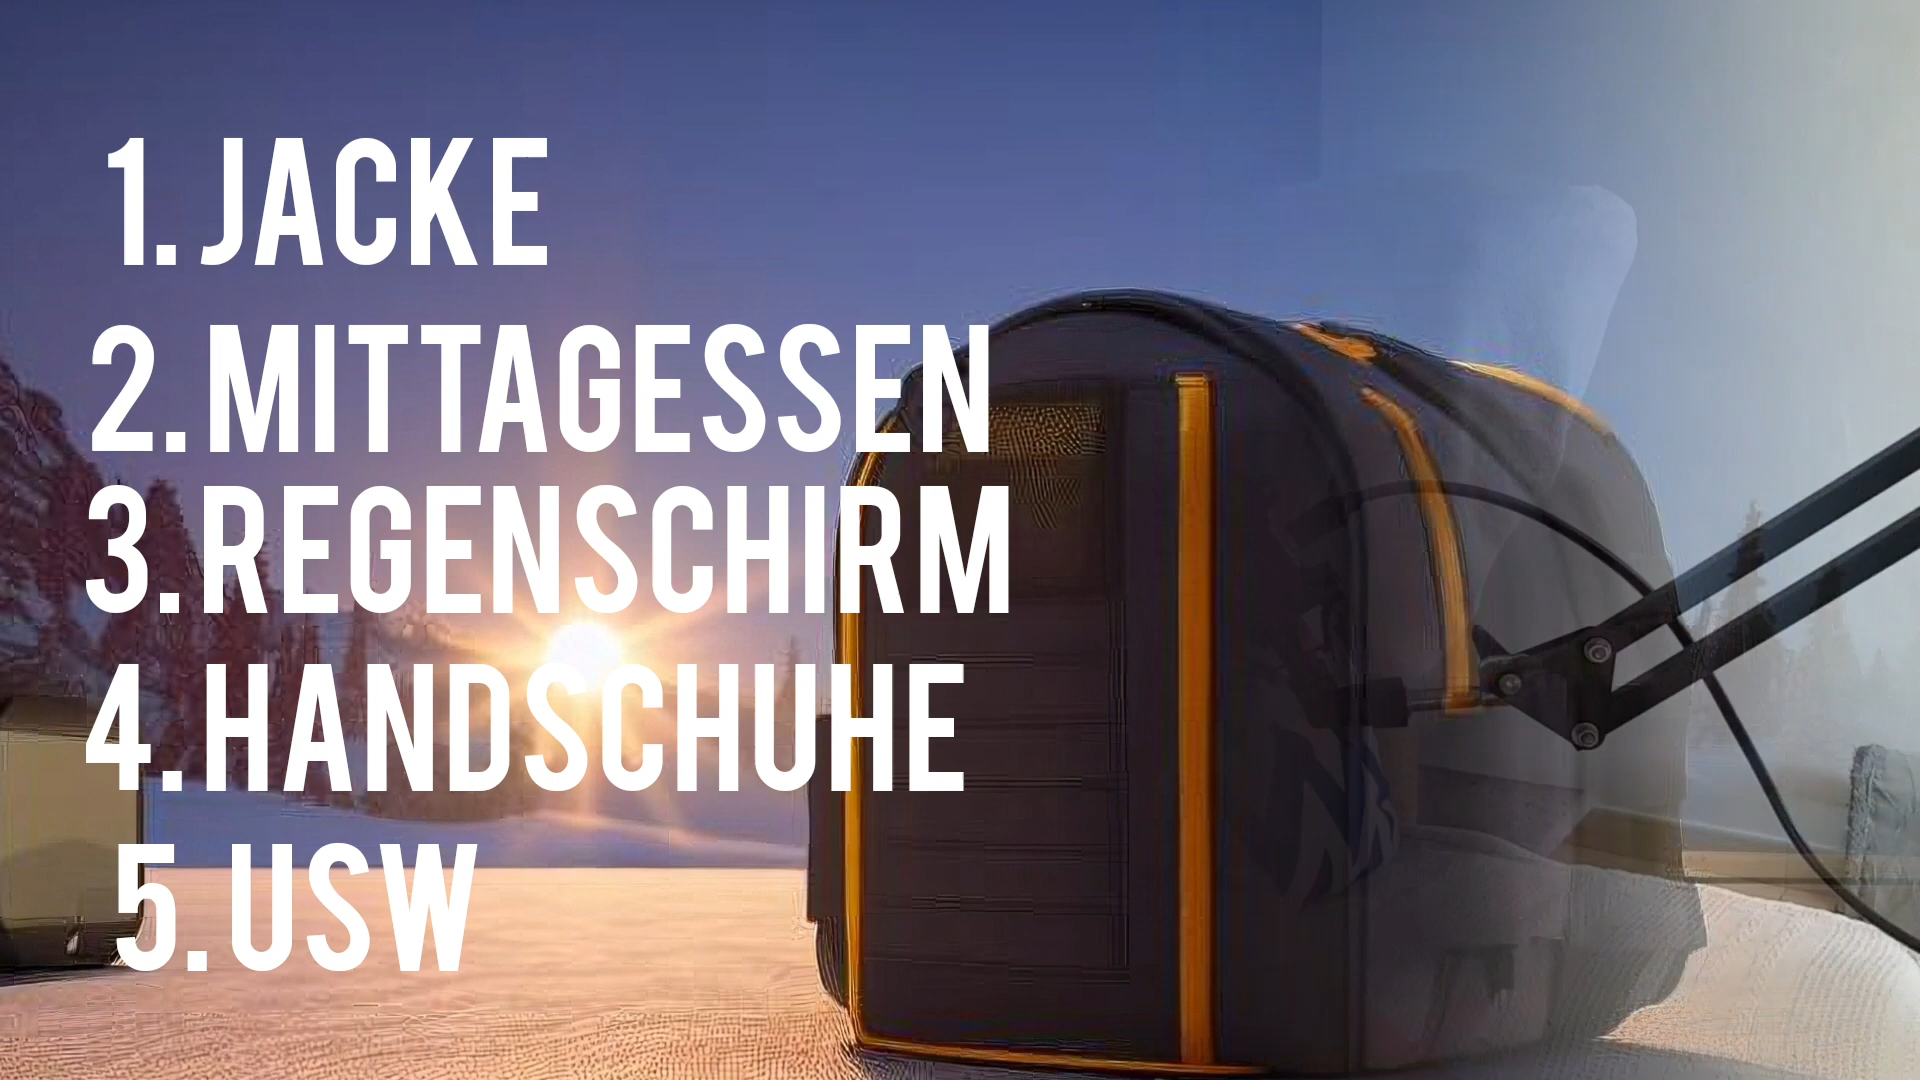 1. JACKE
2. MITTAGESSEN
3. REGENSCHIRM
4. HANDSCHUHE
5. USW